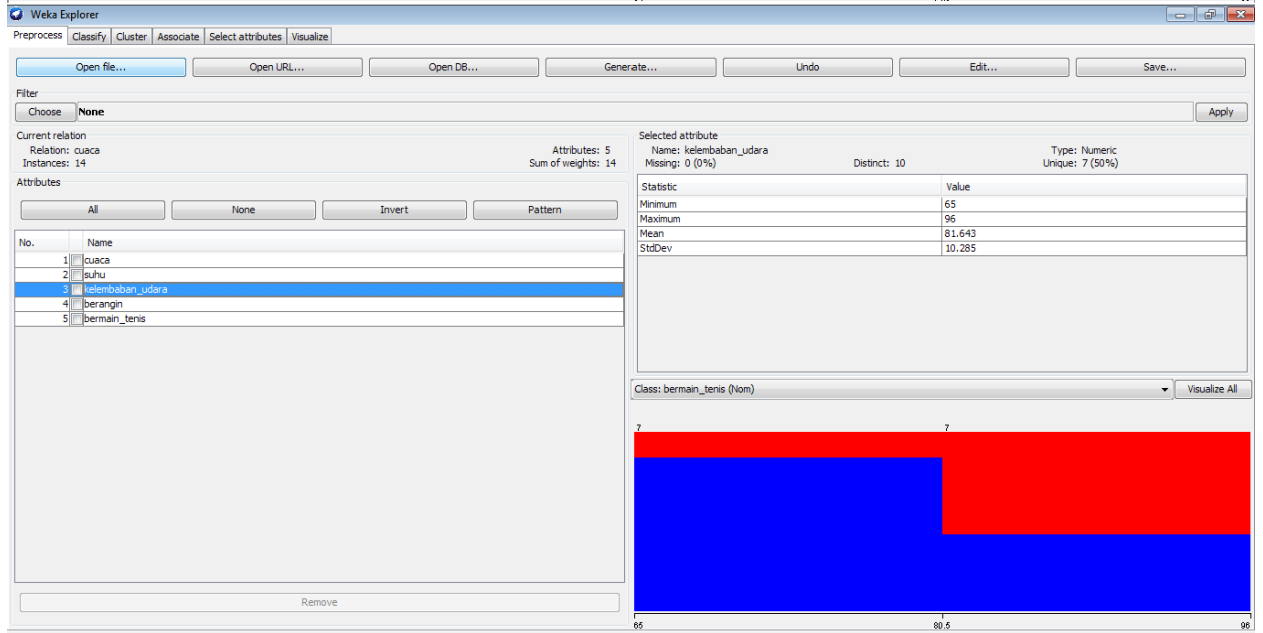 Weka Explorer
Preprocess Classify Cluster Associate Select attributes Visualize
Open file... Open URL... Open DB... Generate... Undo Edit... Save...
Filter
Choose None Apply
Current relation
Relation: cuaca Attributes: 5
Instances: 14 Sum of weights: 14
Attributes
All None Invert Pattern
No. Name
1 cuaca
2 suhu
3 kelembaban_udara
4 berangin
5 bermain_tenis
Remove
Selected attribute
Name: kelembaban_udara Type: Numeric
Missing: 0 (0%) Distinct: 10 Unique: 7 (50%)
Statistic Value
Minimum 65
Maximum 96
Mean 81.643
StdDev 10.285
Class: bermain_tenis (Nom) Visualize All
7 7
65 80.5 96